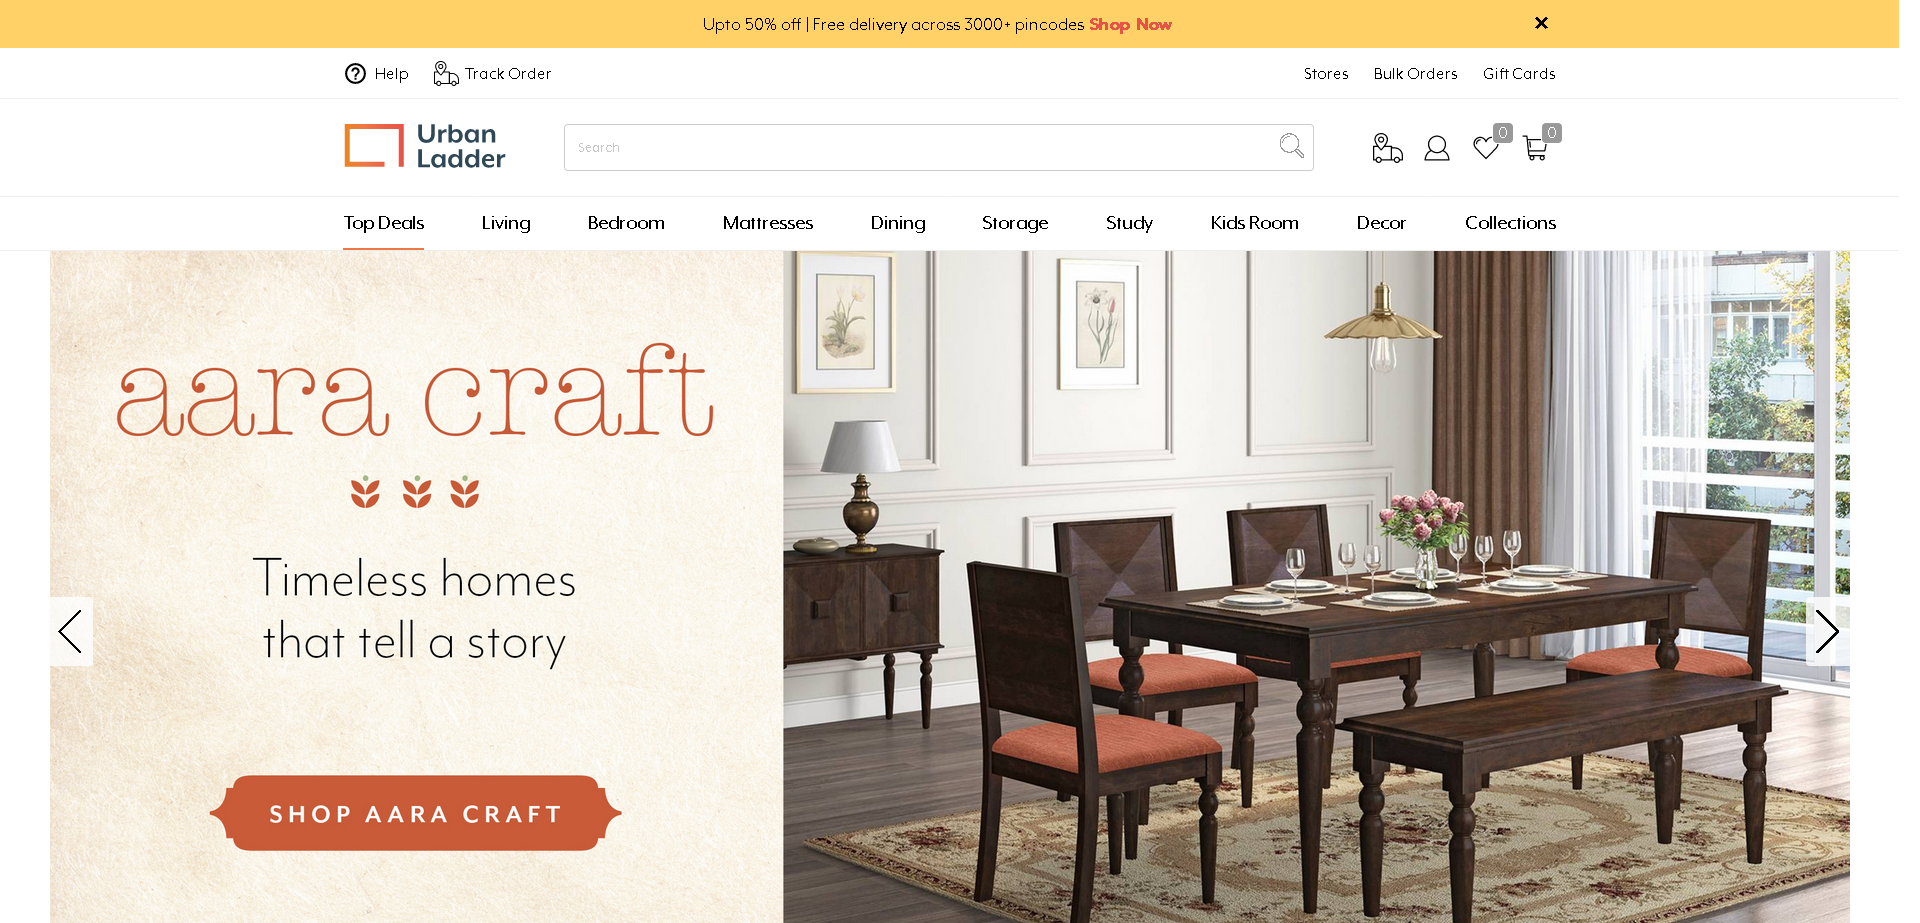 Upto 50% off | Free delivery across 3000+ pincodes Shop Now
Help Track Order Stores Bulk Orders Gift Cards
Urban
Ladder
Search
0 0
Top Deals Living Bedroom Mattresses Dining Storage Study Kids Room Decor Collections
aara craft
Timeless homes
that tell a story
SHOP AARA CRAFT